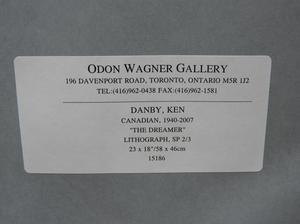 ODON WAGNER GALLERY
196 DAVENPORT ROAD, TORONTO, ONTARIO M5R 1J2
TEL:(416)962-0438 FAX:(416)962-1581
DANBY, KEN
CANADIAN, 1940-2007
"THE DREAMER"
LITHOGRAPH, SP 2/3
23 x 18"/58 x 46cm
15186